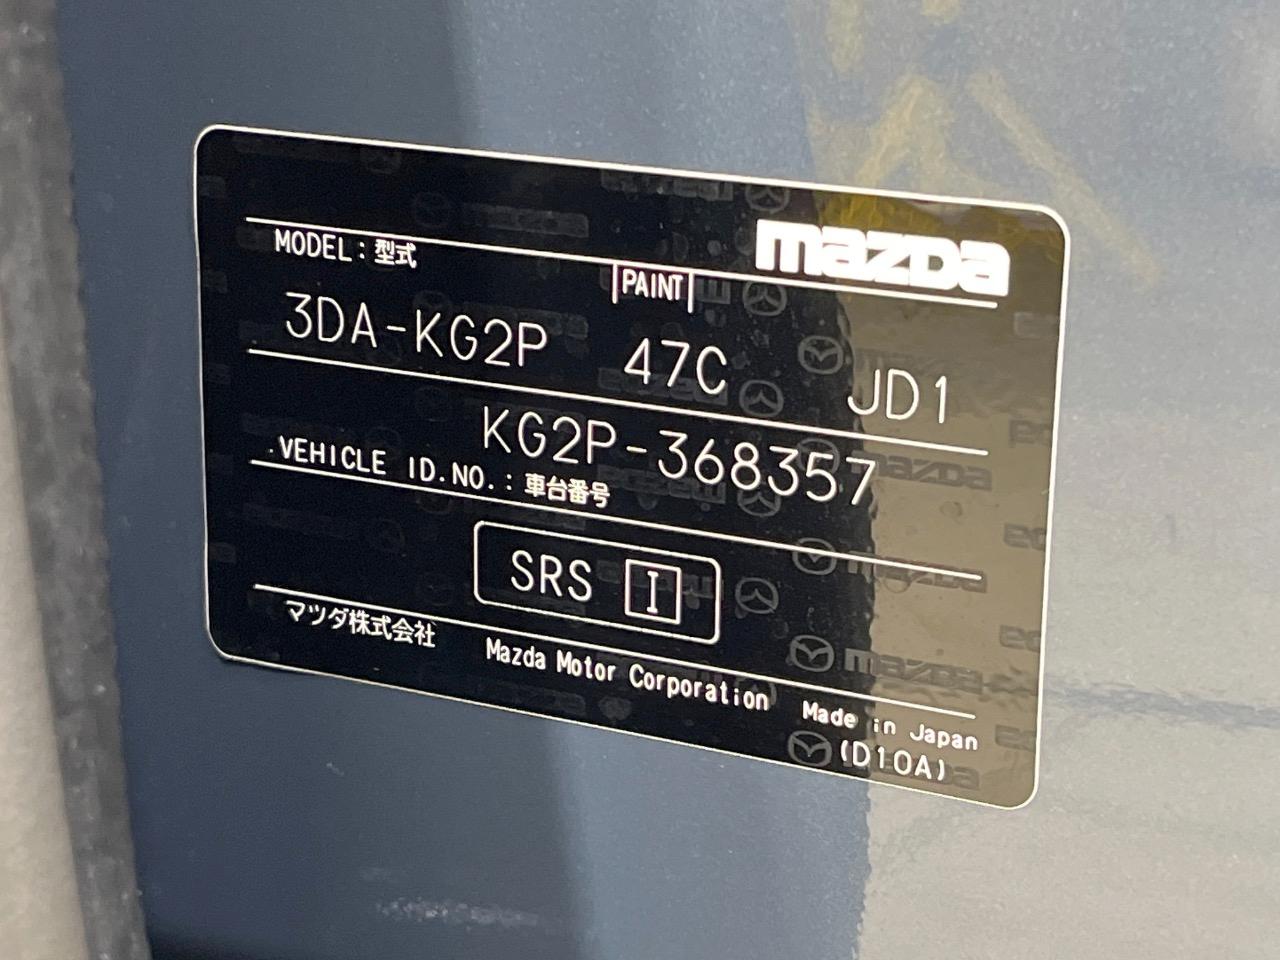 mazda
MODEL:型式
PAINT
3DA-KG2P 47C JD1
KG2P-368357
VEHICLE ID.NO.:車台番号
SRS I
マツダ株式会社 Mazda Motor Corporation Made in Japan
(D10A)